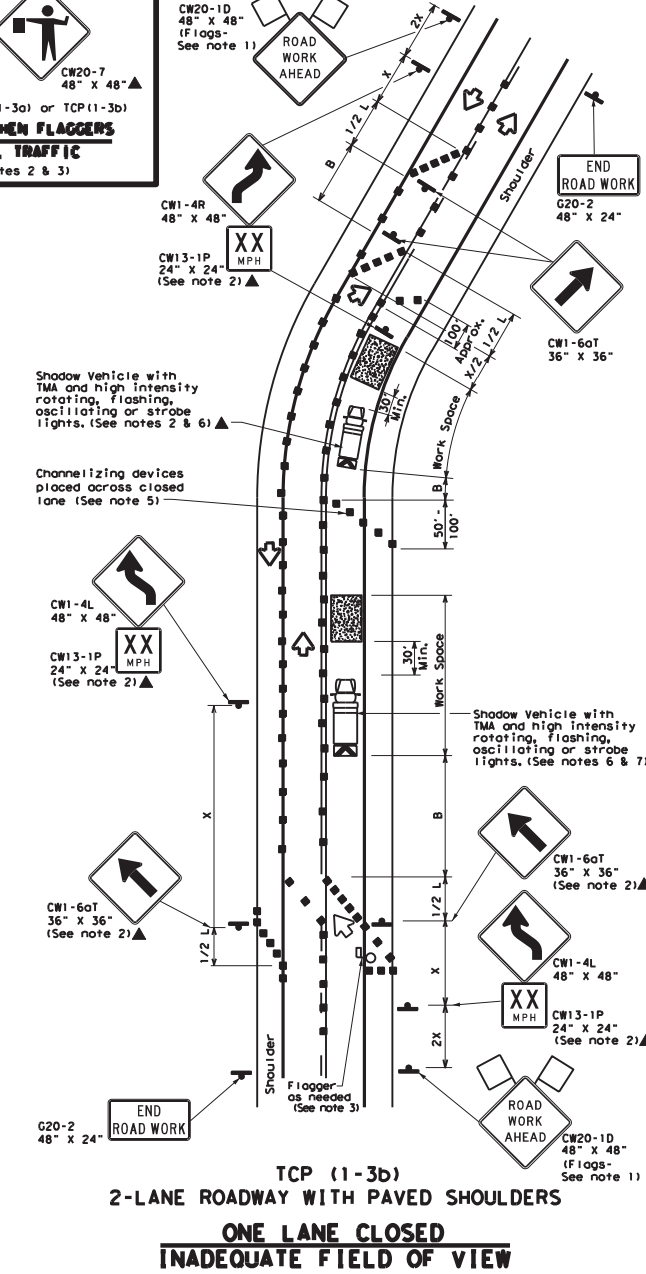 CW20-7
48" X 48"▲
-3a) or TCP(1-3b)
HEN FLAGGERS
TRAFFIC
tes 2 & 3)
CW20-1D
48" X 48"
(Flags-
See note 1)
ROAD
WORK
AHEAD
2X
X
1/2 L
B
Shoulder
END
ROAD WORK
G20-2
48" X 24"
CW1-4R
48" X 48"
XX
MPH
CW13-1P
24" X 24"
(See note 2)▲
CW1-6aT
36" X 36"
100'
Approx.
1/2 L
X/2
30'
Min.
Work Space
B
50'-
100'
Shadow Vehicle with
TMA and high intensity
rotating, flashing,
oscillating or strobe
lights. (See notes 2 & 6)▲
Channelizing devices
placed across closed
lane (See note 5)
CW1-4L
48" X 48"
XX
MPH
CW13-1P
24" X 24"
(See note 2)▲
30'
Min.
Work Space
Shadow Vehicle with
TMA and high intensity
rotating, flashing,
oscillating or strobe
lights. (See notes 6 & 7)
X
B
CW1-6aT
36" X 36"
(See note 2)▲
1/2 L
CW1-6aT
36" X 36"
(See note 2)▲
1/2 L
X
CW1-4L
48" X 48"
XX
MPH
CW13-1P
24" X 24"
(See note 2)▲
2X
Shoulder
Flagger
as needed
(See note 3)
END
ROAD WORK
G20-2
48" X 24"
ROAD
WORK
AHEAD
CW20-1D
48" X 48"
(Flags-
See note 1)
TCP (1-3b)
2-LANE ROADWAY WITH PAVED SHOULDERS
ONE LANE CLOSED
INADEQUATE FIELD OF VIEW